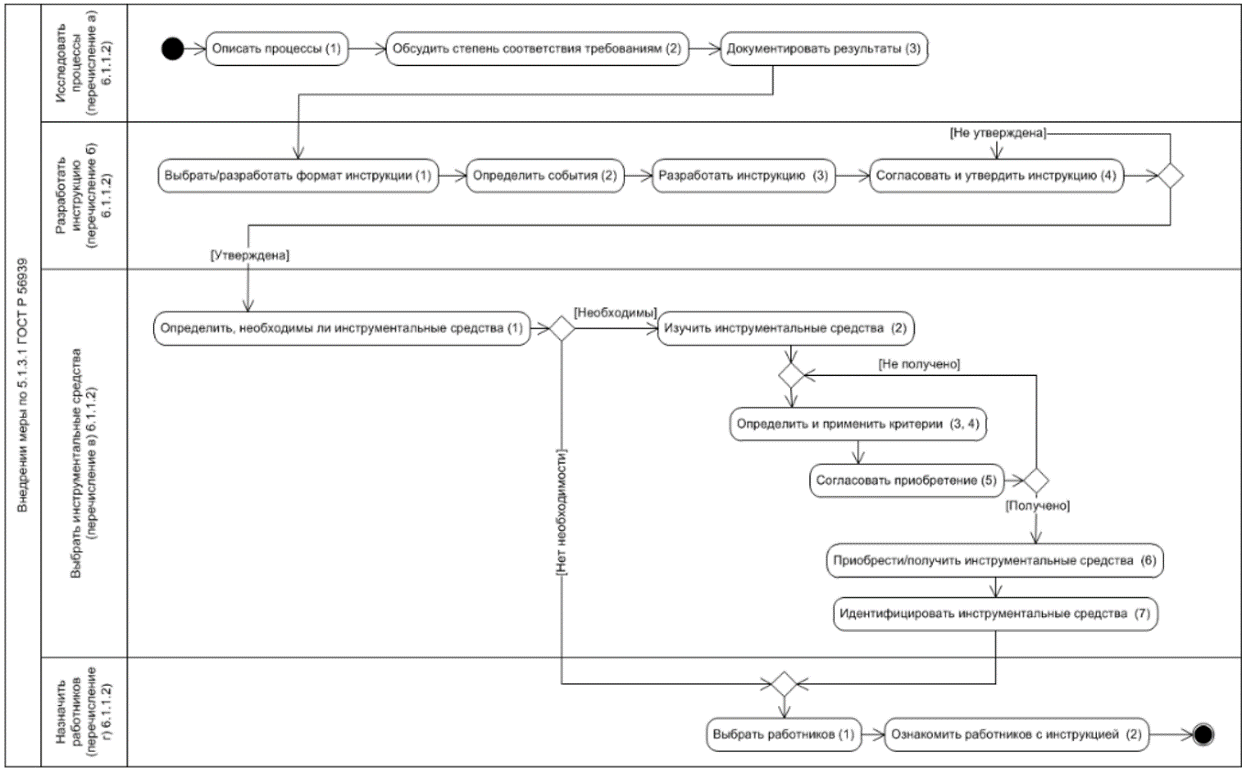 Внедрении меры по 5.1.3.1 ГОСТ Р 56939
Исследовать
процессы
(перечисление а)
6.1.1.2)
Описать процессы (1)
Обсудить степень соответствия требованиям (2)
Документировать результаты (3)
Разработать
инструкцию
(перечисление б)
6.1.1.2)
[Не утверждена]
Выбрать/разработать формат инструкции (1)
Определить события (2)
Разработать инструкцию (3)
Согласовать и утвердить инструкцию (4)
[Утверждена]
Выбрать инструментальные средства
(перечисление в) 6.1.1.2)
Определить, необходимы ли инструментальные средства (1)
[Необходимы]
Изучить инструментальные средства (2)
[Не получено]
Определить и применить критерии (3, 4)
[Нет необходимости]
Согласовать приобретение (5)
[Получено]
Приобрести/получить инструментальные средства (6)
Идентифицировать инструментальные средства (7)
Назначить
работников
(перечисление
г) 6.1.1.2)
Выбрать работников (1)
Ознакомить работников с инструкцией (2)